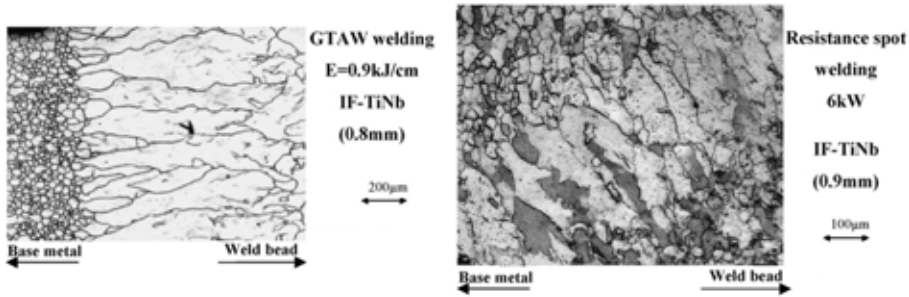 GTAW welding
E=0.9kJ/cm
IF-TiNb
(0.8mm)
200μm
Base metal
Weld bead
Resistance spot
welding
6kW
IF-TiNb
(0.9mm)
100μm
Base metal
Weld bead